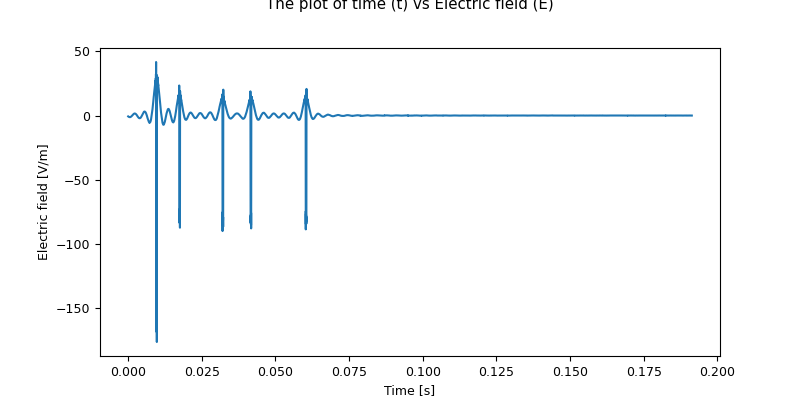 The plot of time (t) vs Electric field (E)
50
0
−50
−100
−150
Electric field [V/m]
0.000 0.025 0.050 0.075 0.100 0.125 0.150 0.175 0.200
Time [s]